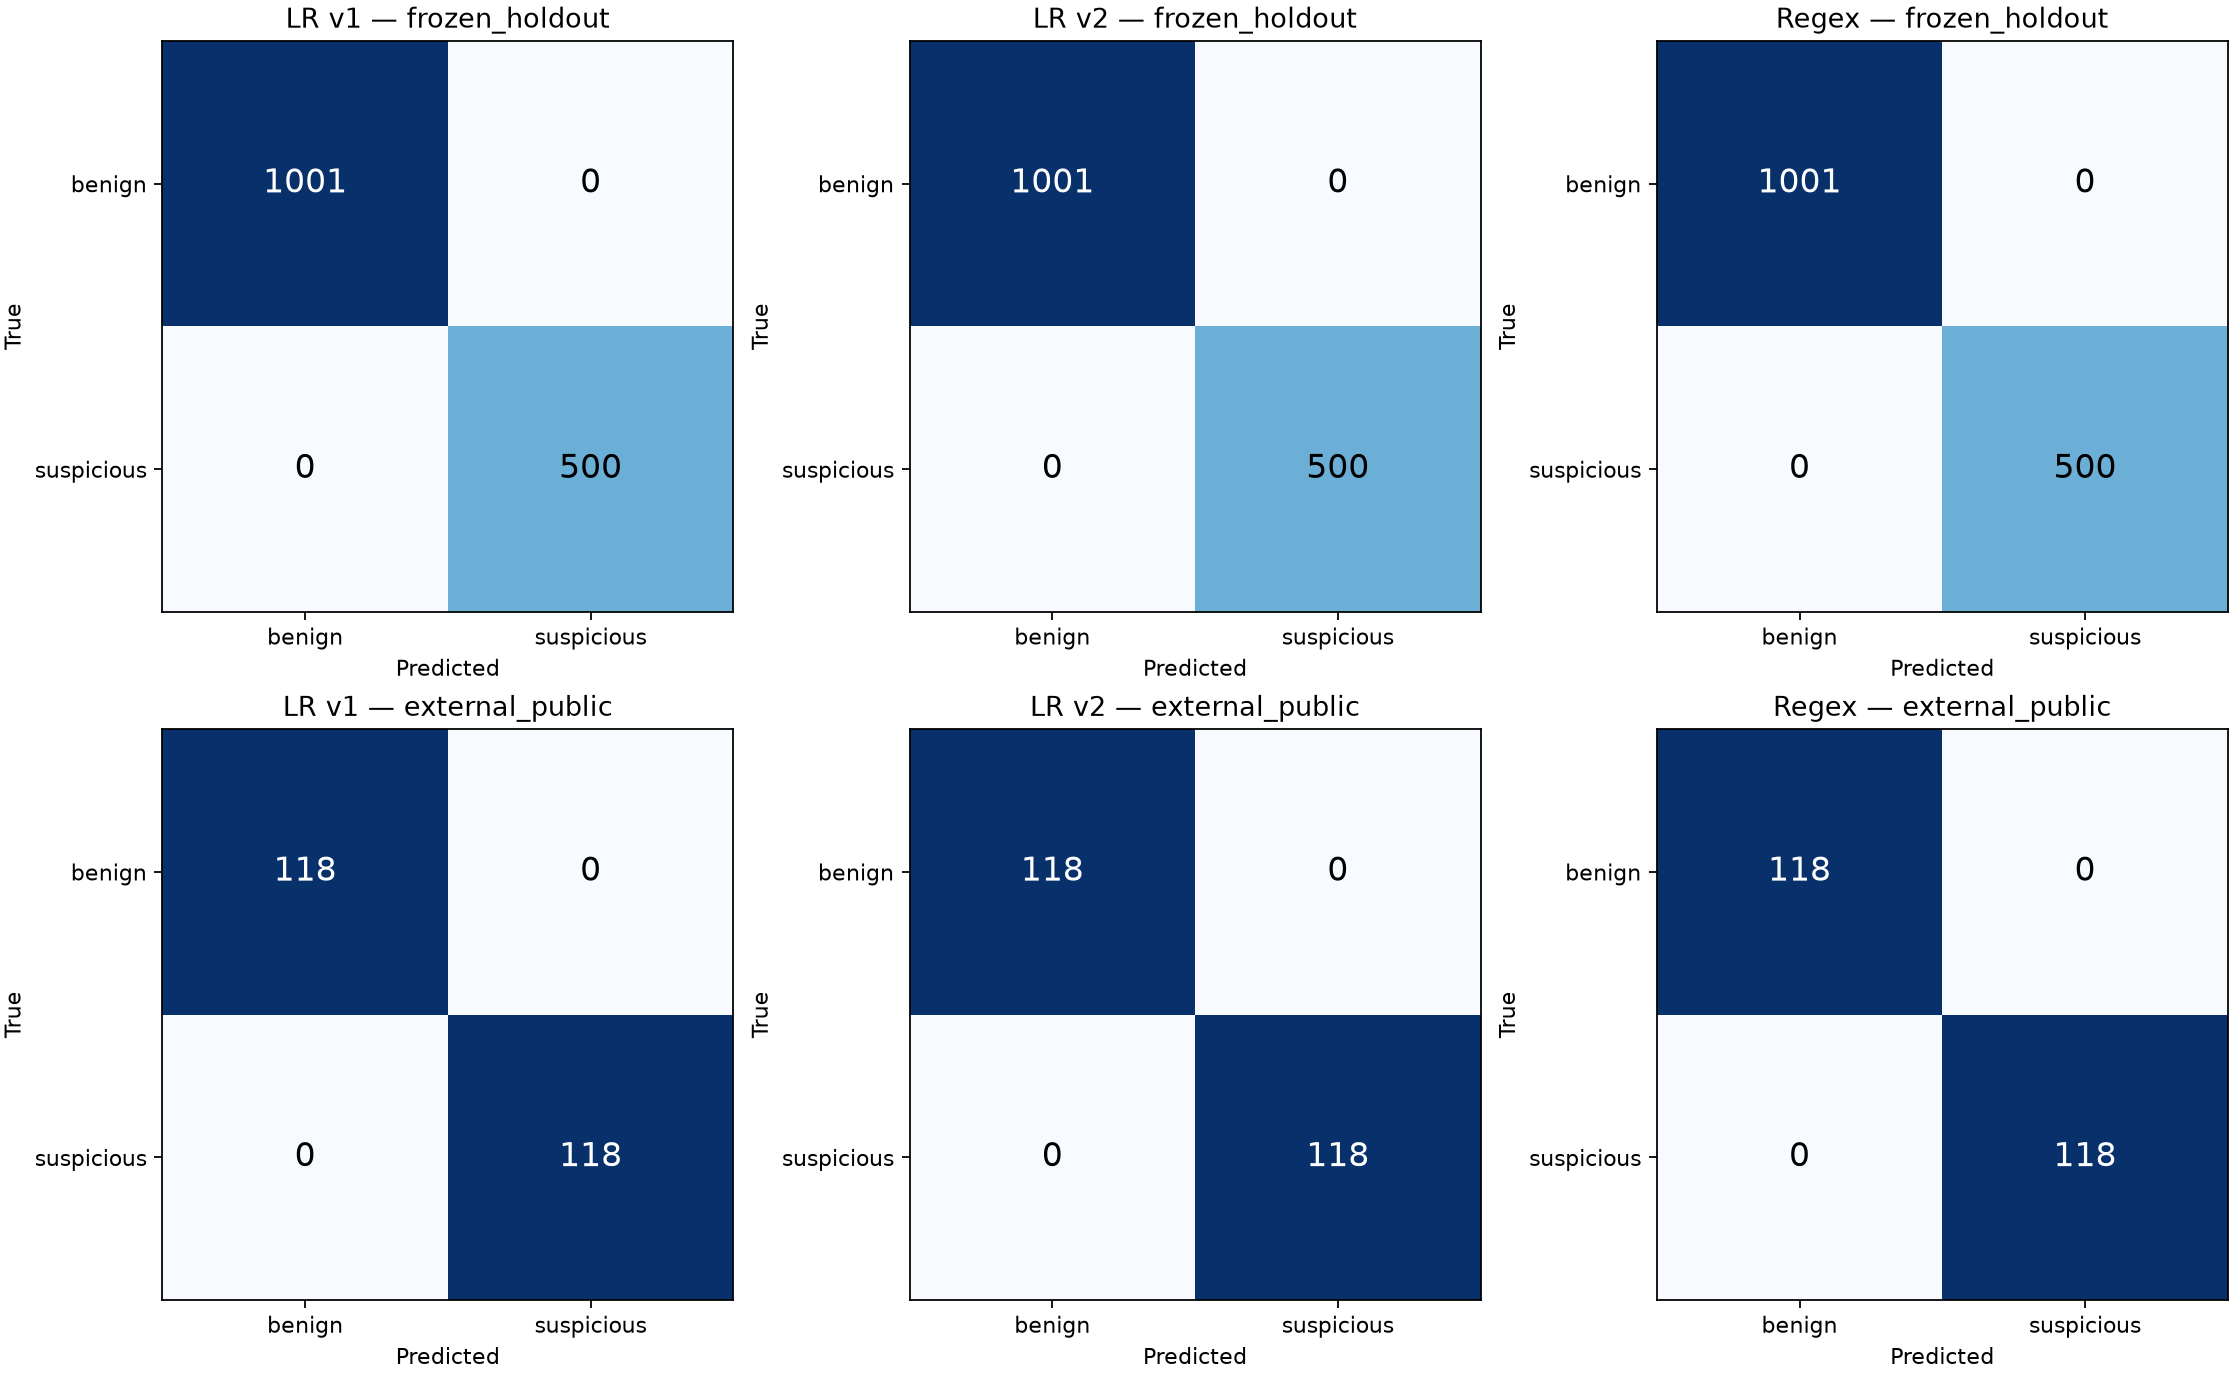 LR v1 — frozen_holdout
True
benign
suspicious
1001
0
0
500
benign
suspicious
Predicted
LR v2 — frozen_holdout
True
benign
suspicious
1001
0
0
500
benign
suspicious
Predicted
Regex — frozen_holdout
True
benign
suspicious
1001
0
0
500
benign
suspicious
Predicted
LR v1 — external_public
True
benign
suspicious
118
0
0
118
benign
suspicious
Predicted
LR v2 — external_public
True
benign
suspicious
118
0
0
118
benign
suspicious
Predicted
Regex — external_public
True
benign
suspicious
118
0
0
118
benign
suspicious
Predicted